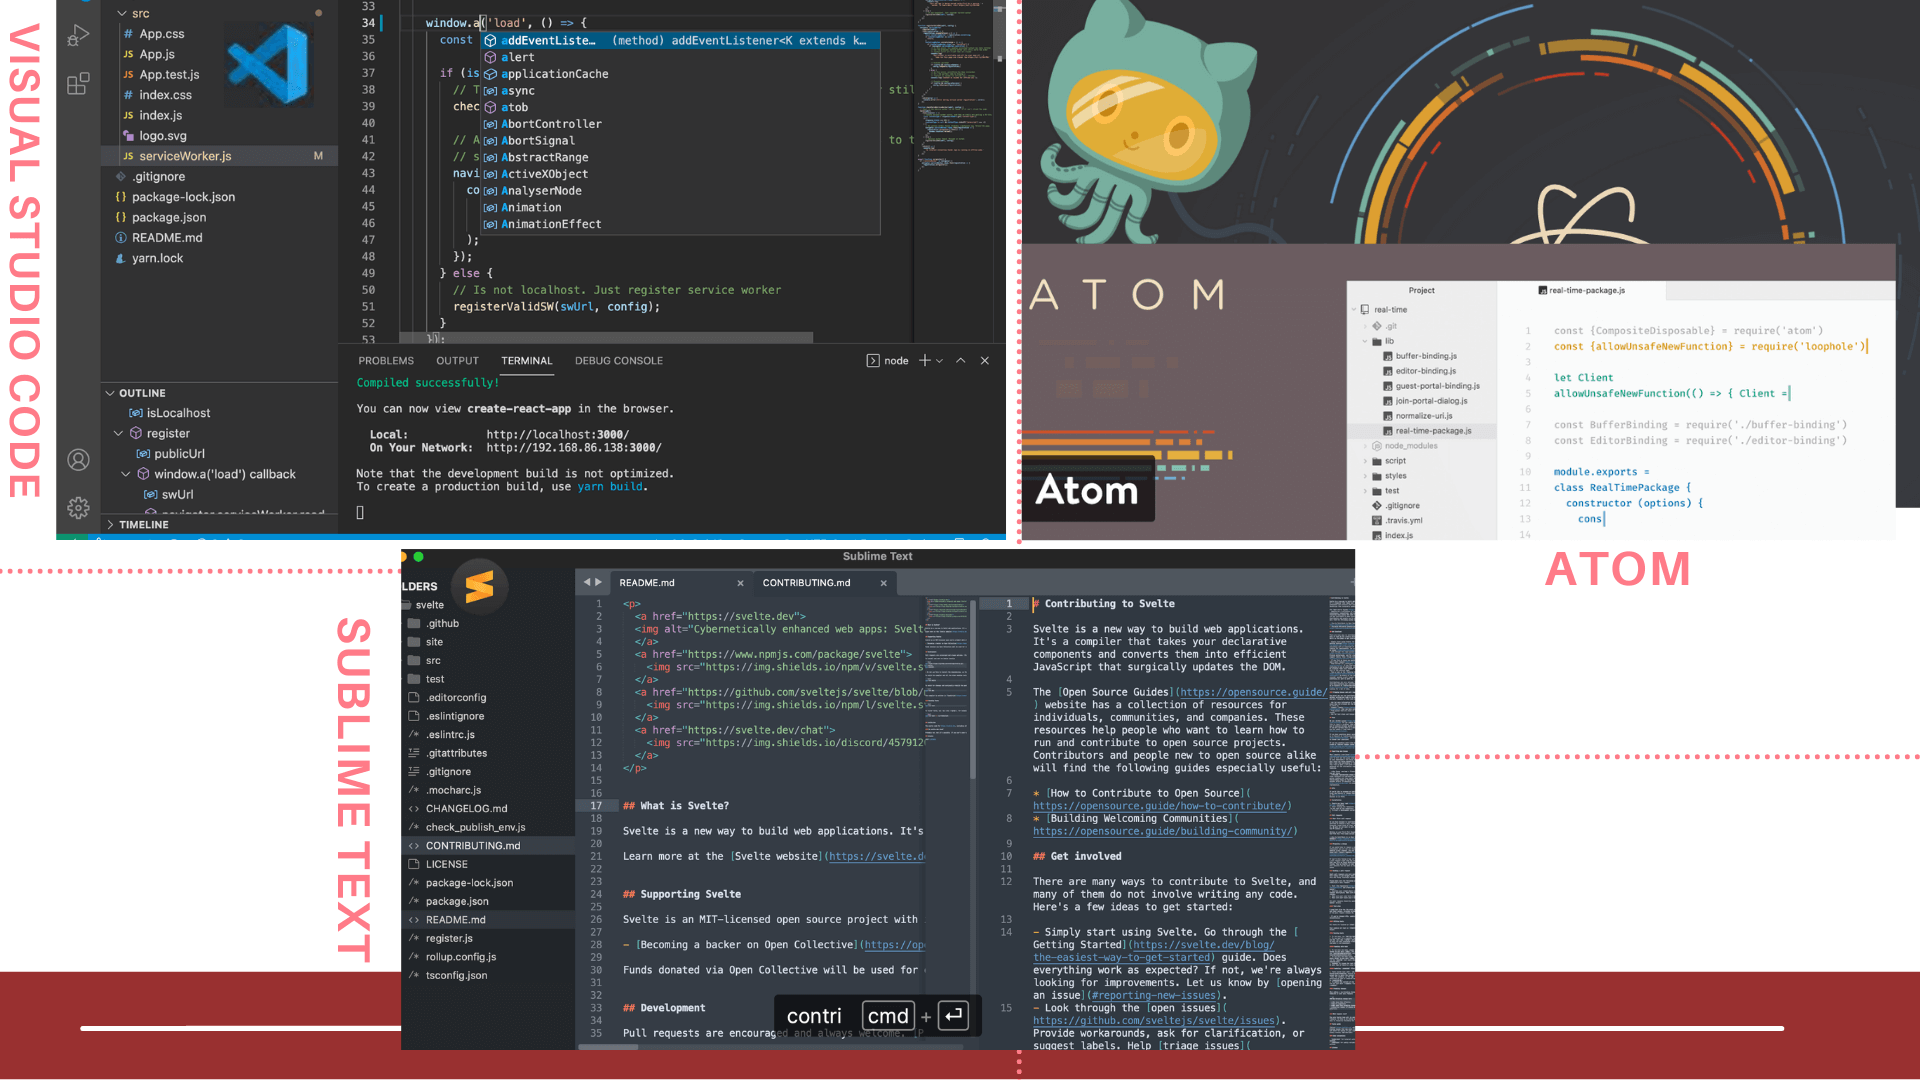 VISUAL STUDIO CODE
src
App.css
App.js
App.test.js
index.css
index.js
logo.svg
serviceWorker.js M
.gitignore
package-lock.json
package.json
README.md
yarn.lock
OUTLINE
isLocalhost
register
publicUrl
window.a('load') callback
swUrl
TIMELINE
33
34 window.a('load', () => {
35 const
36
37 if (is
38 // T
39 chec
40
41 // A
42 // s
43 navi
44 co
45
46
47 );
48 });
49 } else {
50 // Is not localhost. Just register service worker
51 registerValidSW(swUrl, config);
52 }
53 });
addEventListe… (method) addEventListener<K extends k…
alert
applicationCache
async
atob
AbortController
AbortSignal
AbstractRange
ActiveXObject
AnalyserNode
Animation
AnimationEffect
stil
to t
PROBLEMS OUTPUT TERMINAL DEBUG CONSOLE
node
Compiled successfully!
You can now view create-react-app in the browser.
Local: http://localhost:3000/
On Your Network: http://192.168.86.138:3000/
Note that the development build is not optimized.
To create a production build, use yarn build.
ATOM
Atom
Project
real-time
.git
lib
buffer-binding.js
editor-binding.js
guest-portal-binding.js
join-portal-dialog.js
normalize-uri.js
real-time-package.js
node_modules
script
styles
test
.gitignore
.travis.yml
index.js
real-time-package.js
1 const {CompositeDisposable} = require('atom')
2 const {allowUnsafeNewFunction} = require('loophole')
3
4 let Client
5 allowUnsafeNewFunction(() => { Client =
6
7 const BufferBinding = require('./buffer-binding')
8 const EditorBinding = require('./editor-binding')
9
10 module.exports =
11 class RealTimePackage {
12 constructor (options) {
13 cons
14
ATOM
SUBLIME TEXT
Sublime Text
LDERS
svelte
.github
site
src
test
.editorconfig
.eslintignore
.eslintrc.js
.gitattributes
.gitignore
.mocharc.js
CHANGELOG.md
check_publish_env.js
CONTRIBUTING.md
LICENSE
package-lock.json
package.json
README.md
register.js
rollup.config.js
tsconfig.json
README.md
CONTRIBUTING.md
1 <p>
2 <a href="https://svelte.dev">
3 <img alt="Cybernetically enhanced web apps: Svelt
4 </a>
5 <a href="https://www.npmjs.com/package/svelte">
6 <img src="https://img.shields.io/npm/v/svelte.s
7 </a>
8 <a href="https://github.com/sveltejs/svelte/blob/
9 <img src="https://img.shields.io/npm/l/svelte.s
10 </a>
11 <a href="https://svelte.dev/chat">
12 <img src="https://img.shields.io/discord/457912
13 </a>
14 </p>
15
16
17 ## What is Svelte?
18
19 Svelte is a new way to build web applications. It's
20
21 Learn more at the [Svelte website](https://svelte.d
22
23
24 ## Supporting Svelte
25
26 Svelte is an MIT-licensed open source project with
27
28 - [Becoming a backer on Open Collective](https://op
29
30 Funds donated via Open Collective will be used for
31
32
33 ## Development
34
35 Pull requests are encouraged and always welcome. [P
1 # Contributing to Svelte
2
3 Svelte is a new way to build web applications.
It's a compiler that takes your declarative
components and converts them into efficient
JavaScript that surgically updates the DOM.
4
5 The [Open Source Guides](https://opensource.guide/
) website has a collection of resources for
individuals, communities, and companies. These
resources help people who want to learn how to
run and contribute to open source projects.
Contributors and people new to open source alike
will find the following guides especially useful:
6
7 * [How to Contribute to Open Source](
https://opensource.guide/how-to-contribute/)
8 * [Building Welcoming Communities](
https://opensource.guide/building-community/)
9
10 ## Get involved
11
12 There are many ways to contribute to Svelte, and
many of them do not involve writing any code.
Here's a few ideas to get started:
13
14 - Simply start using Svelte. Go through the [
Getting Started](https://svelte.dev/blog/
the-easiest-way-to-get-started) guide. Does
everything work as expected? If not, we're always
looking for improvements. Let us know by [opening
an issue](#reporting-new-issues).
15 - Look through the [open issues](
https://github.com/sveltejs/svelte/issues).
Provide workarounds, ask for clarification, or
suggest labels. Help [triage issues](
contri cmd +